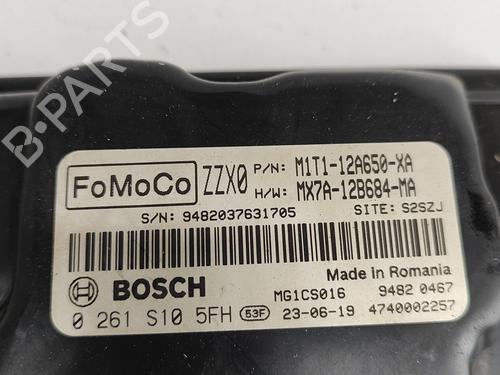 B-PARTS
FoMoCo ZZX0 P/N: M1T1-12A650-XA
H/W: MX7A-12B684-MA
S/N: 9482037631705 SITE: S2SZJ
Made in Romania
BOSCH MG1CS016 9482 0467
0 261 S10 5FH 53F 23-06-19 4740002257